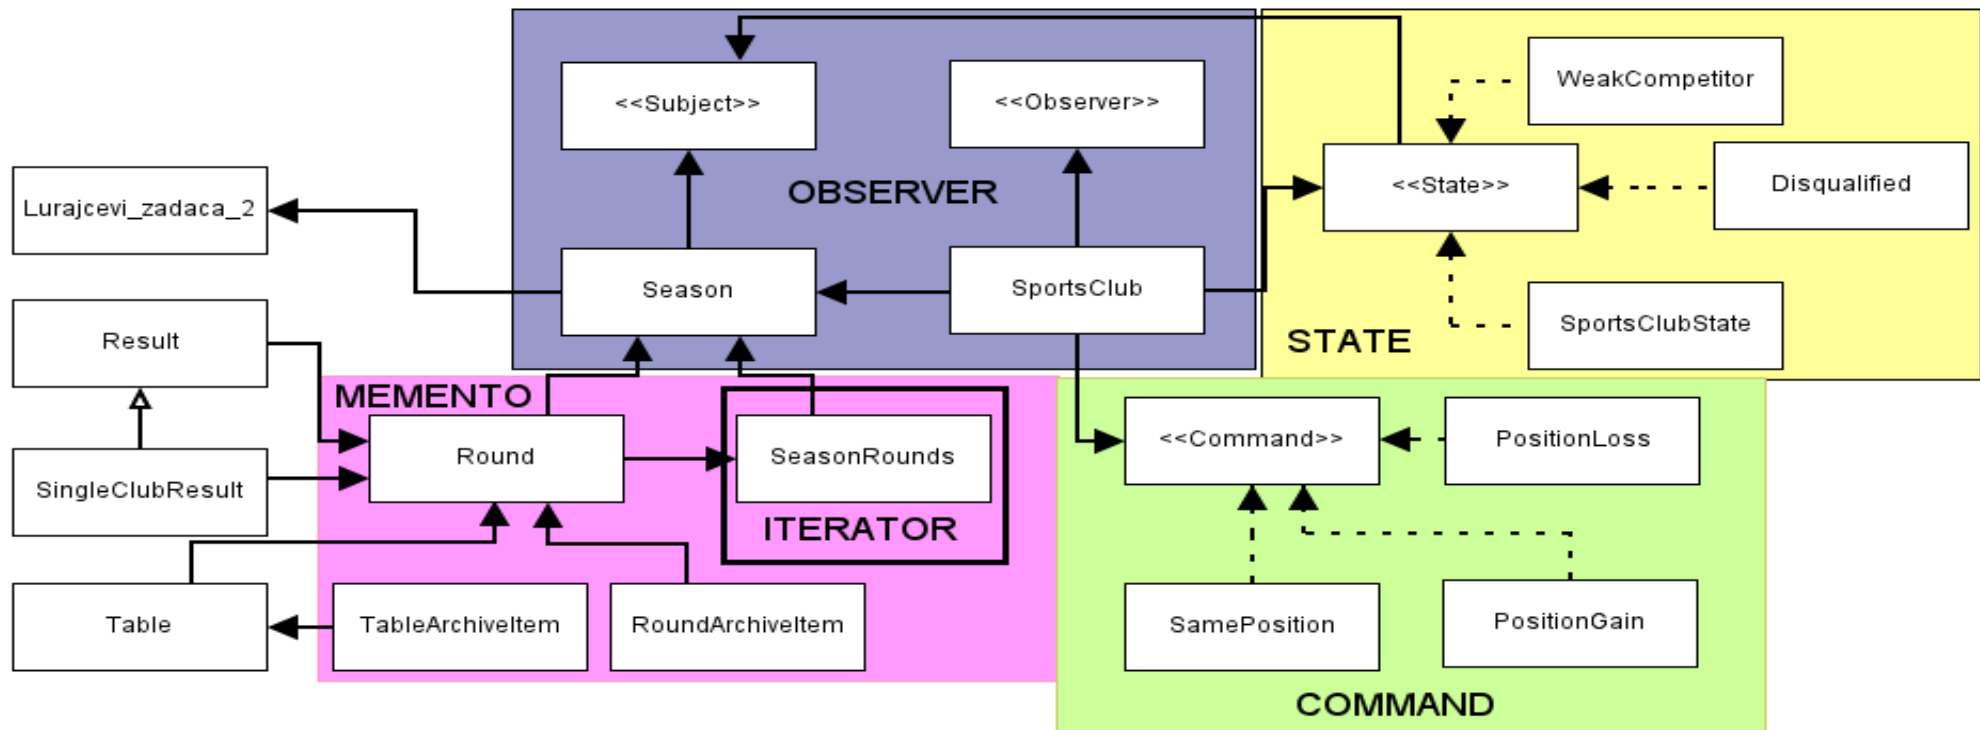 WeakCompetitor
<<Subject>>
<<Observer>>
<<State>>
Disqualified
OBSERVER
Lurajcevi_zadaca_2
Season
SportsClub
SportsClubState
STATE
Result
MEMENTO
Round
SeasonRounds
<<Command>>
PositionLoss
SingleClubResult
ITERATOR
Table
TableArchiveItem
RoundArchiveItem
SamePosition
PositionGain
COMMAND